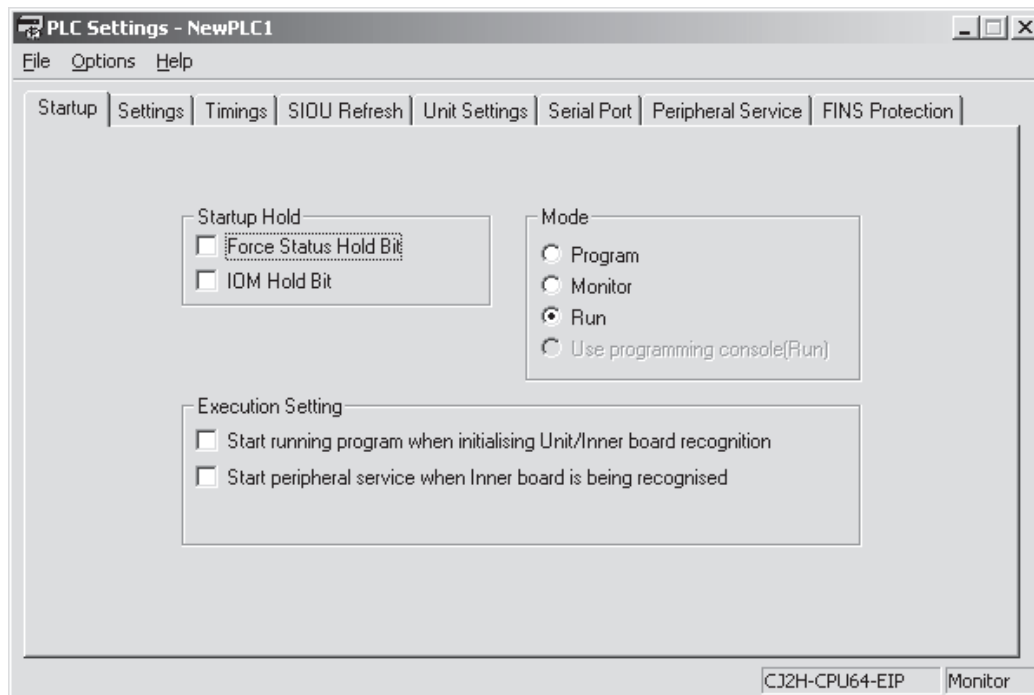 PLC Settings - NewPLC1
File Options Help
Startup Settings Timings SIOU Refresh Unit Settings Serial Port Peripheral Service FINS Protection
Startup Hold
Force Status Hold Bit
IOM Hold Bit
Mode
Program
Monitor
Run
Use programming console(Run)
Execution Setting
Start running program when initialising Unit/Inner board recognition
Start peripheral service when Inner board is being recognised
CJ2H-CPU64-EIP Monitor